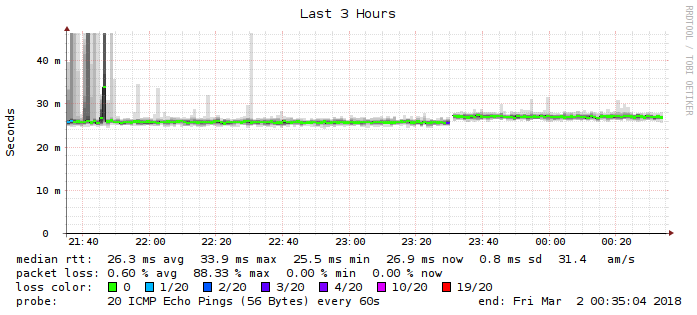 Last 3 Hours
RRDTOOL / TOBI OETIKER
Seconds
40 m
30 m
20 m
10 m
0
21:40 22:00 22:20 22:40 23:00 23:20 23:40 00:00 00:20
median rtt: 26.3 ms avg 33.9 ms max 25.5 ms min 26.9 ms now 0.8 ms sd 31.4 am/s
packet loss: 0.60 % avg 88.33 % max 0.00 % min 0.00 % now
loss color: 0 1/20 2/20 3/20 4/20 10/20 19/20
probe: 20 ICMP Echo Pings (56 Bytes) every 60s end: Fri Mar 2 00:35:04 2018